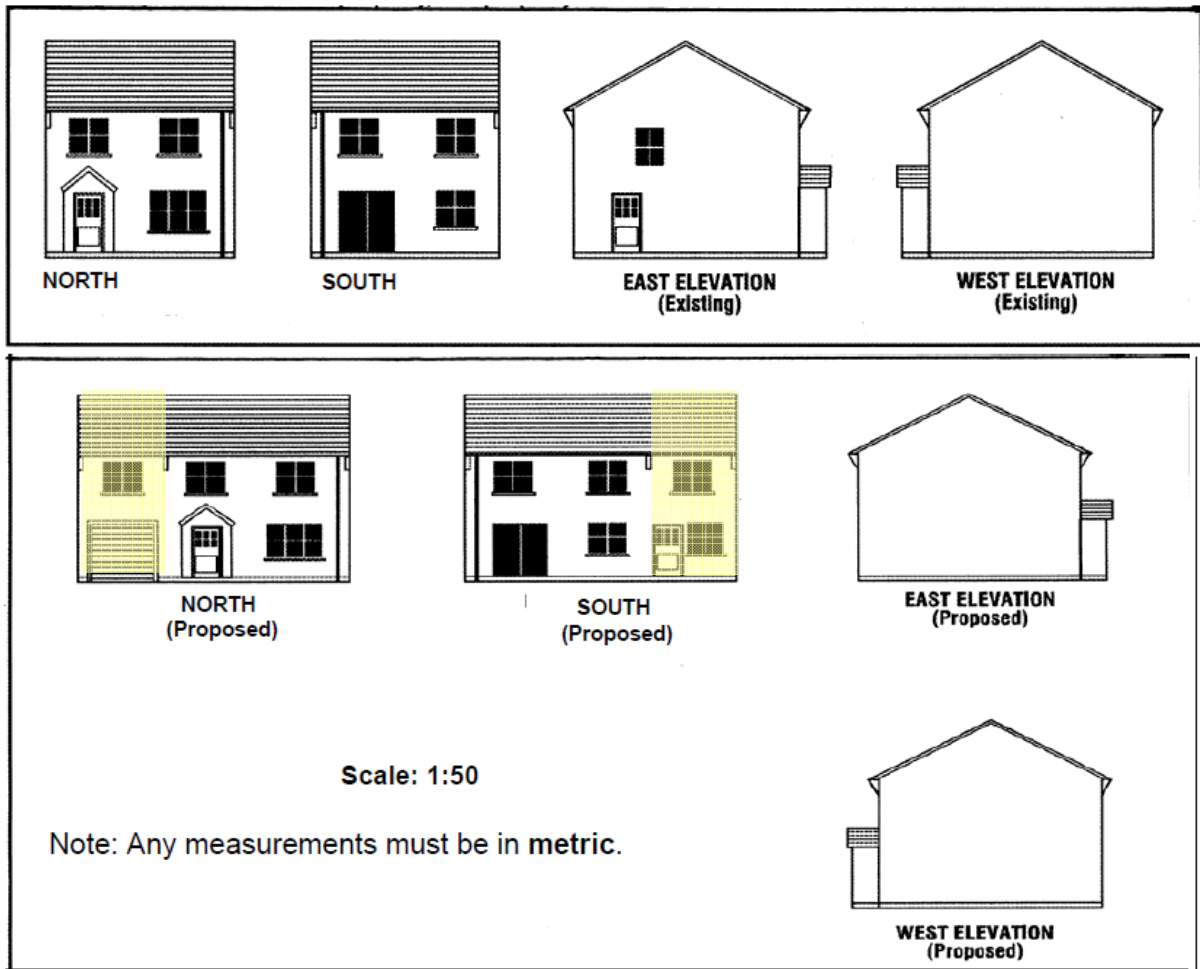 NORTH
SOUTH
EAST ELEVATION
(Existing)
WEST ELEVATION
(Existing)
NORTH
(Proposed)
SOUTH
(Proposed)
EAST ELEVATION
(Proposed)
Scale: 1:50
Note: Any measurements must be in metric.
WEST ELEVATION
(Proposed)